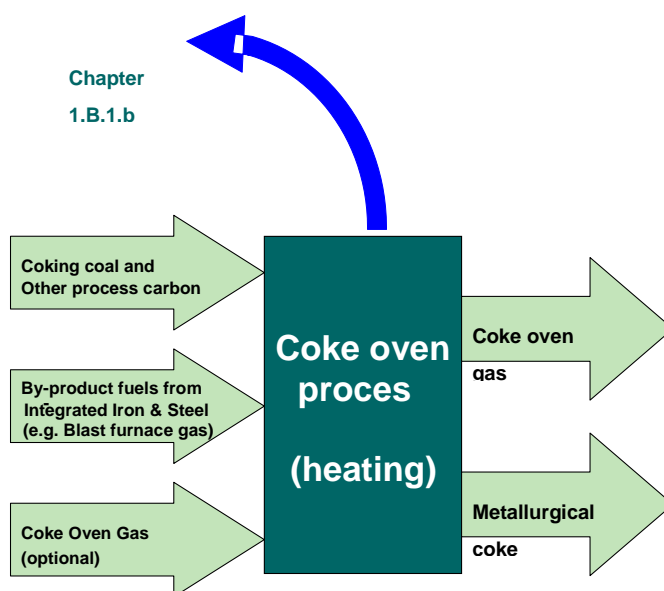 Chapter
1.B.1.b
Coking coal and
Other process carbon
By-product fuels from
Integrated Iron & Steel
(e.g. Blast furnace gas)
Coke Oven Gas
(optional)
Coke oven
proces
(heating)
Coke oven
gas
Metallurgical
coke